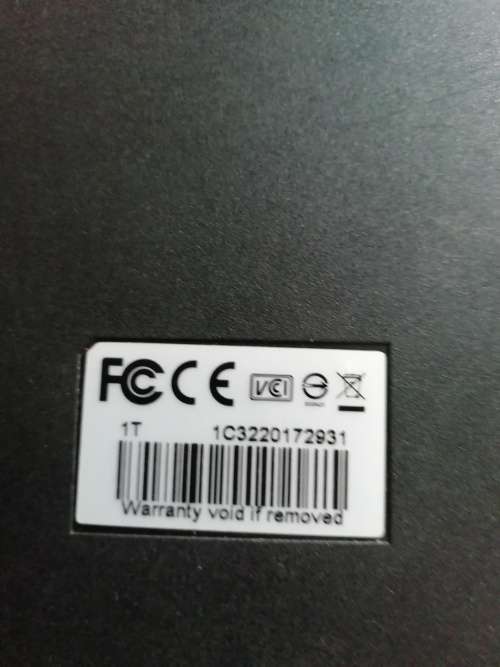 FC CE VCI
1T 1C3220172931
Warranty void if removed